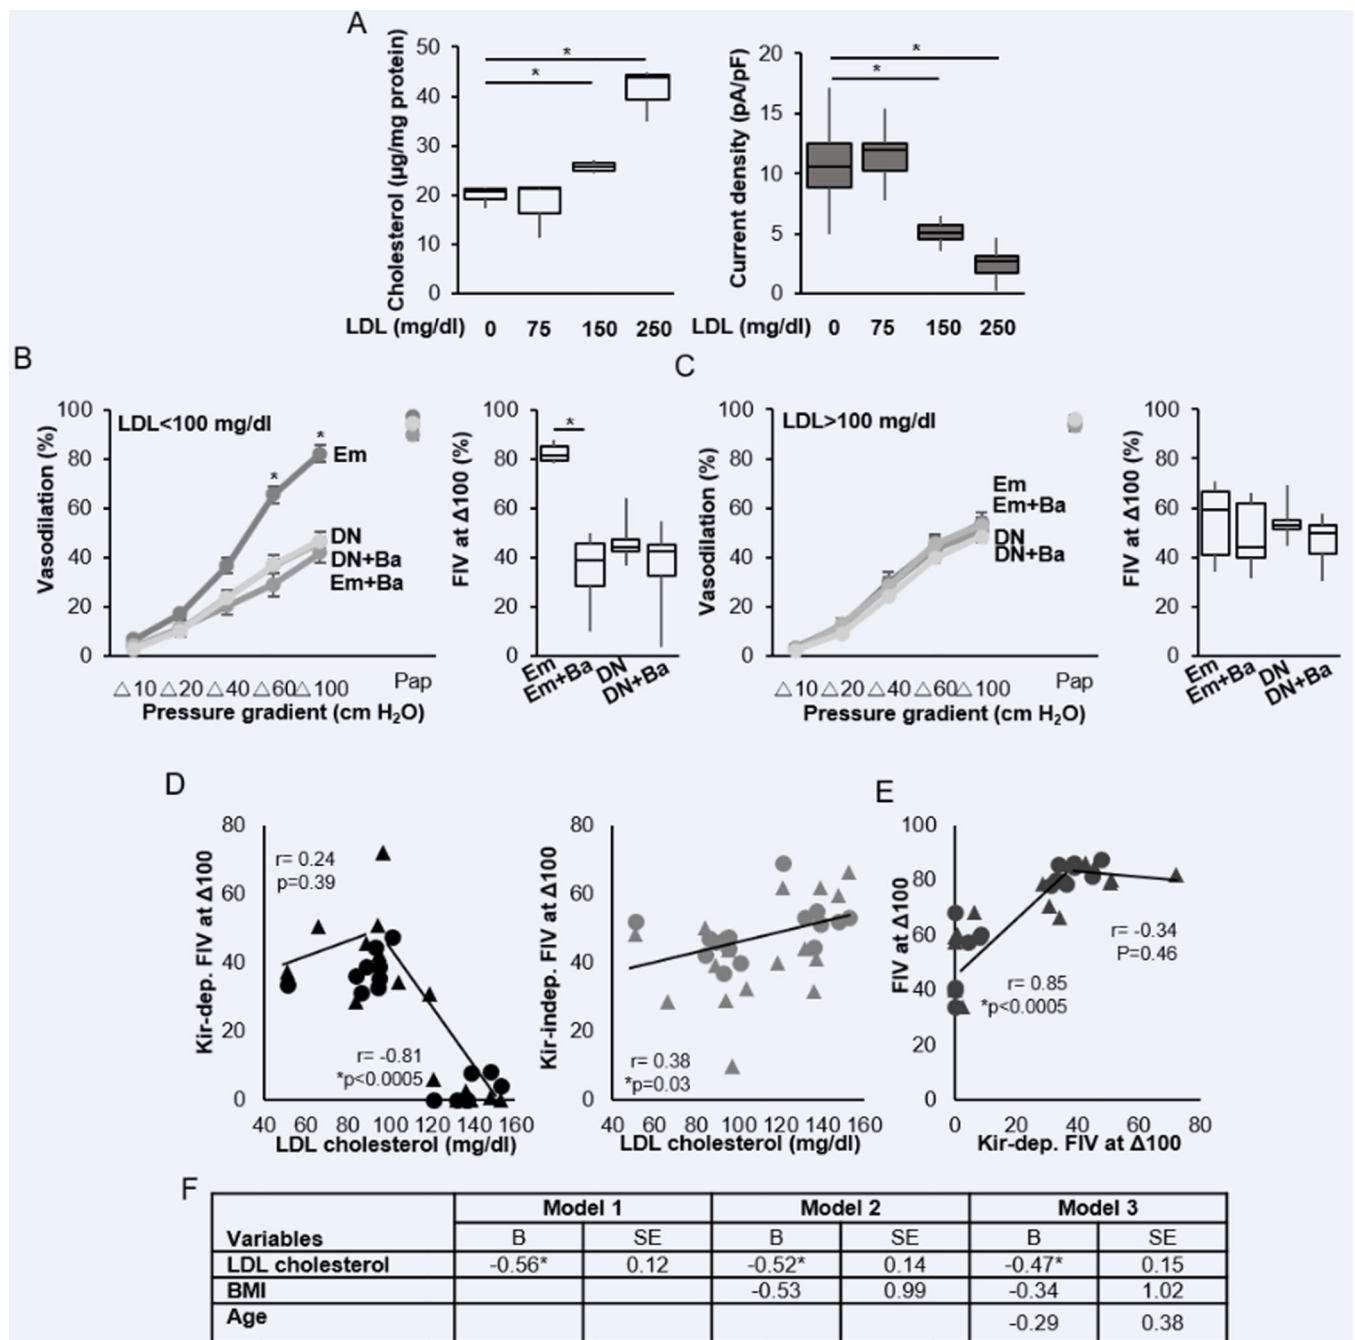 A
Cholesterol (µg/mg protein)
50
40
30
20
10
0
*
*
LDL (mg/dl) 0 75 150 250
Current density (pA/pF)
20
15
10
5
0
*
*
LDL (mg/dl) 0 75 150 250
B
Vasodilation (%)
100
80
60
40
20
0
LDL<100 mg/dl
*
*
Em
DN
DN+Ba
Em+Ba
△10 △20 △40 △60 △100 Pap
Pressure gradient (cm H₂O)
FIV at Δ100 (%)
100
80
60
40
20
0
*
Em Em+Ba DN DN+Ba
C
Vasodilation (%)
100
80
60
40
20
0
LDL>100 mg/dl
Em
Em+Ba
DN
DN+Ba
△10 △20 △40 △60 △100 Pap
Pressure gradient (cm H₂O)
FIV at Δ100 (%)
100
80
60
40
20
0
Em Em+Ba DN DN+Ba
D
Kir-dep. FIV at Δ100
80
60
40
20
0
r= 0.24
p=0.39
r= -0.81
*p<0.0005
40 60 80 100 120 140 160
LDL cholesterol (mg/dl)
Kir-indep. FIV at Δ100
80
60
40
20
0
r= 0.38
*p=0.03
40 60 80 100 120 140 160
LDL cholesterol (mg/dl)
E
FIV at Δ100
100
80
60
40
20
0
r= -0.34
P=0.46
r= 0.85
*p<0.0005
0 20 40 60 80
Kir-dep. FIV at Δ100
F
Model 1 Model 2 Model 3
Variables B SE B SE B SE
LDL cholesterol -0.56* 0.12 -0.52* 0.14 -0.47* 0.15
BMI -0.53 0.99 -0.34 1.02
Age -0.29 0.38